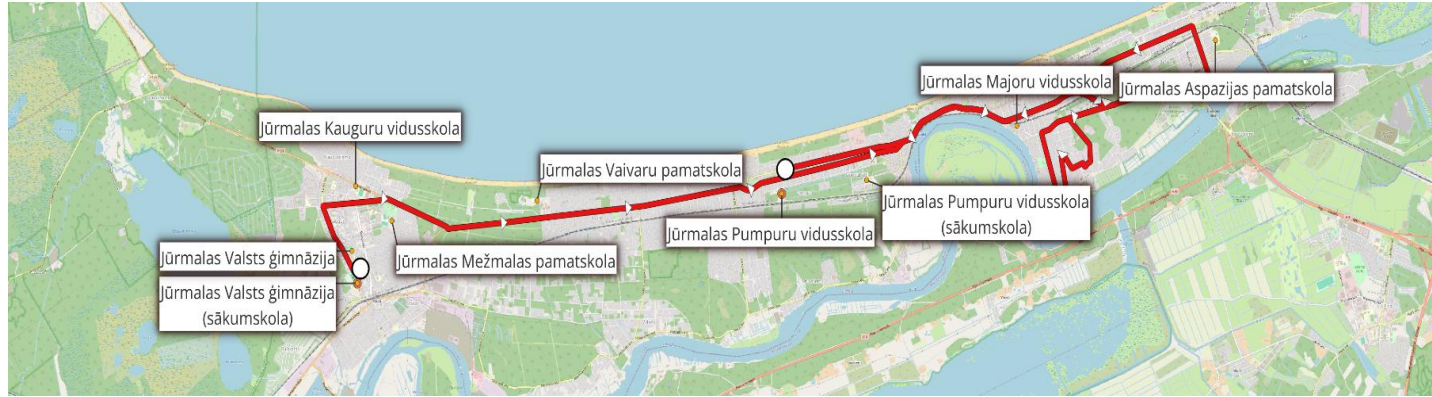 Jūrmalas Kauguru vidusskola
Jūrmalas Valsts ģimnāzija
Jūrmalas Valsts ģimnāzija
(sākumskola)
Jūrmalas Mežmalas pamatskola
Jūrmalas Vaivaru pamatskola
Jūrmalas Pumpuru vidusskola
Jūrmalas Pumpuru vidusskola
(sākumskola)
Jūrmalas Majoru vidusskola
Jūrmalas Aspazijas pamatskola